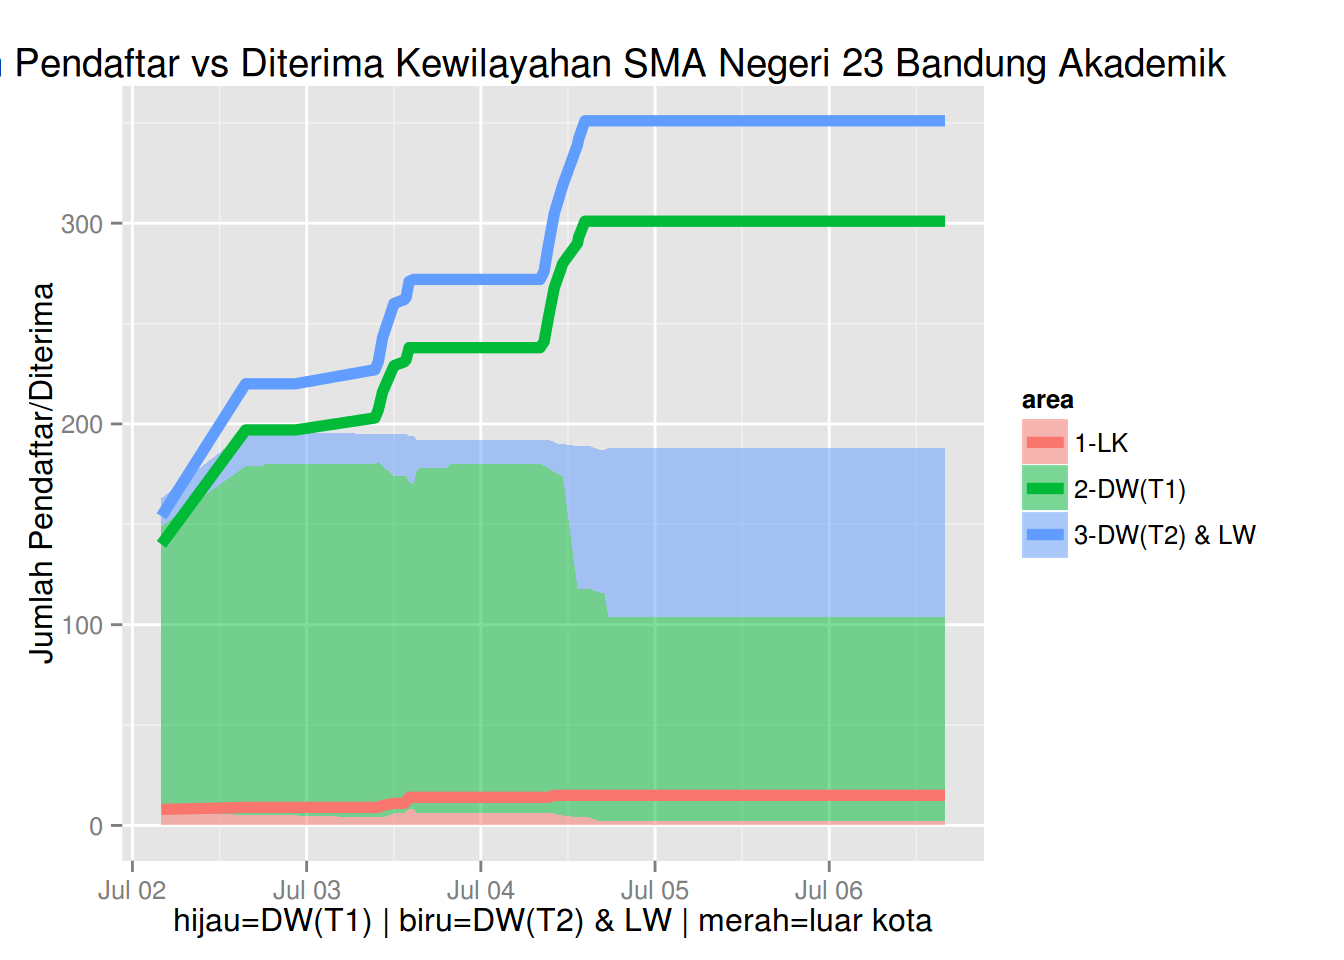 Pendaftar vs Diterima Kewilayahan SMA Negeri 23 Bandung Akademik
Jumlah Pendaftar/Diterima
300
200
100
0
Jul 02
Jul 03
Jul 04
Jul 05
Jul 06
hijau=DW(T1) | biru=DW(T2) & LW | merah=luar kota
area
1-LK
2-DW(T1)
3-DW(T2) & LW